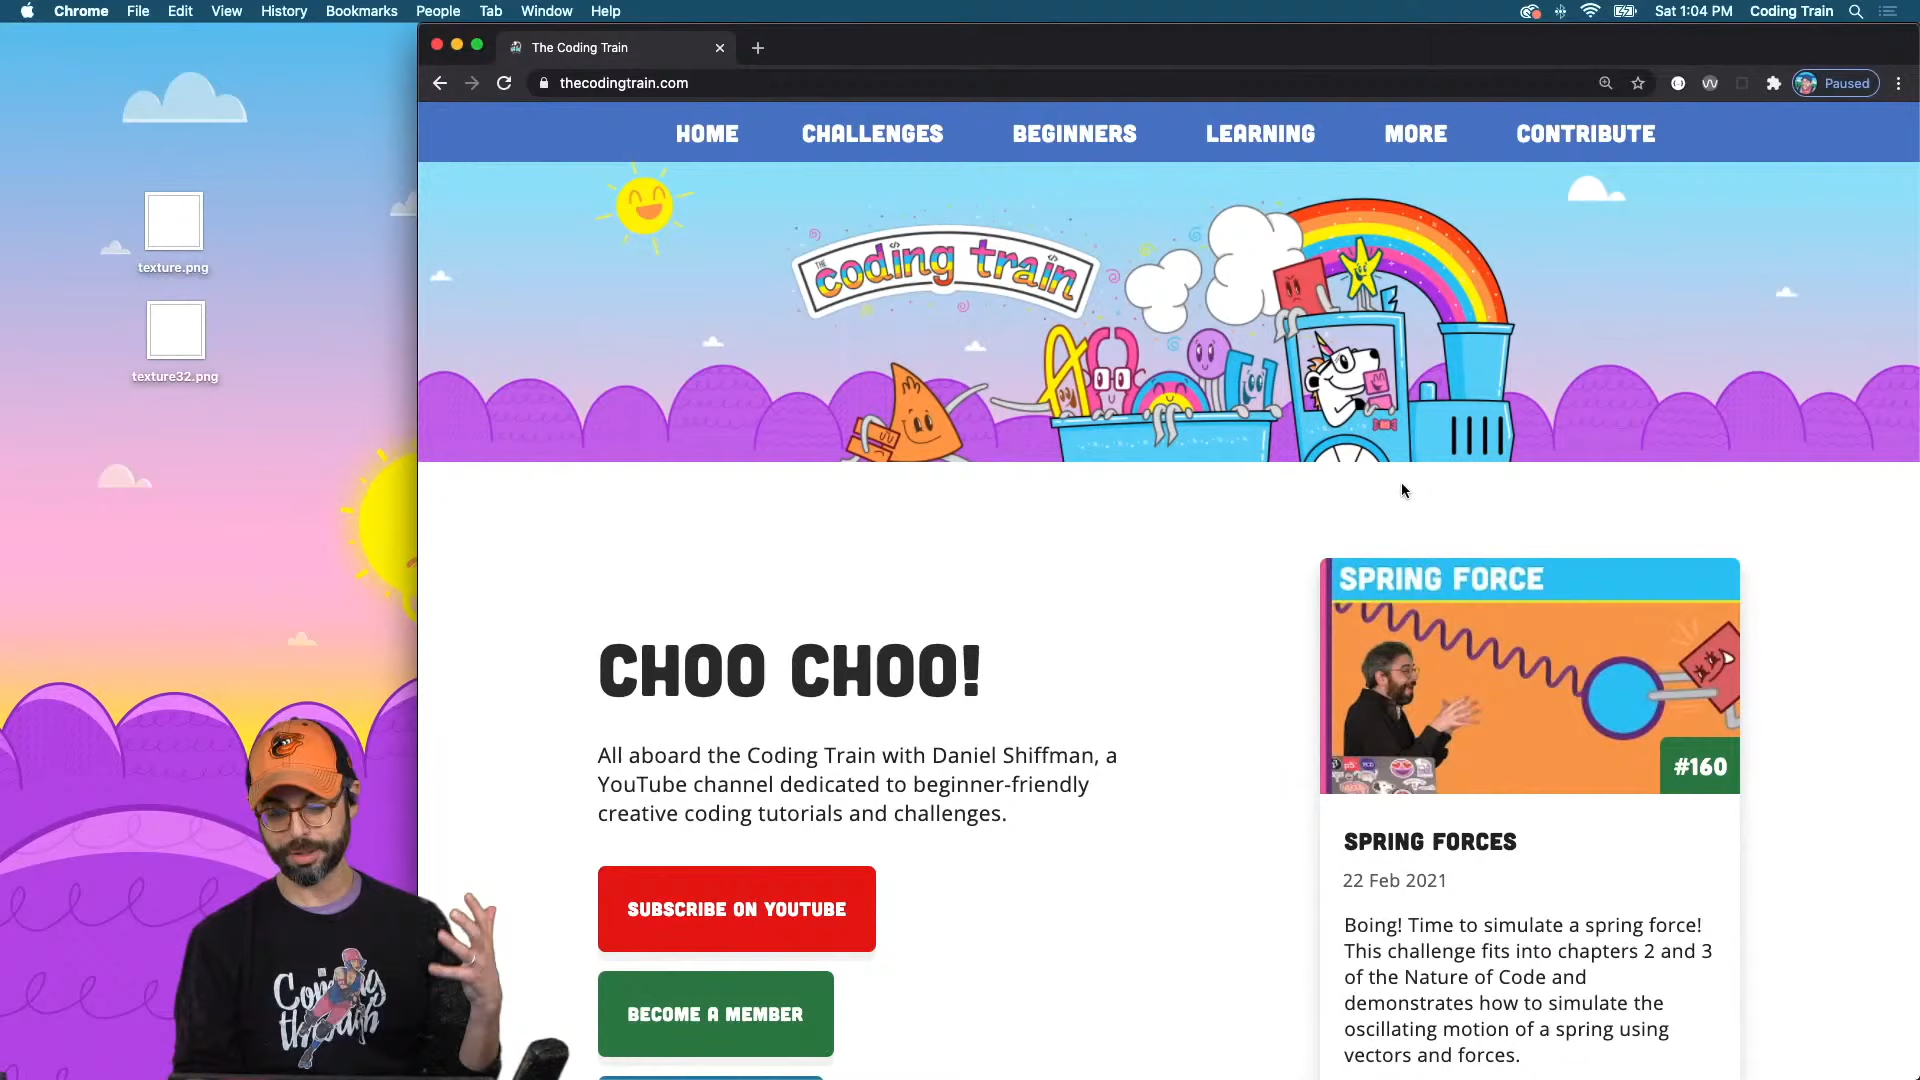 Chrome File Edit View History Bookmarks People Tab Window Help
Sat 1:04 PM Coding Train
The Coding Train
thecodingtrain.com
Paused
HOME CHALLENGES BEGINNERS LEARNING MORE CONTRIBUTE
texture.png
texture32.png
THE
coding train
SPRING FORCE
#160
CHOO CHOO!
All aboard the Coding Train with Daniel Shiffman, a
YouTube channel dedicated to beginner-friendly
creative coding tutorials and challenges.
SUBSCRIBE ON YOUTUBE
BECOME A MEMBER
SPRING FORCES
22 Feb 2021
Boing! Time to simulate a spring force!
This challenge fits into chapters 2 and 3
of the Nature of Code and
demonstrates how to simulate the
oscillating motion of a spring using
vectors and forces.
through